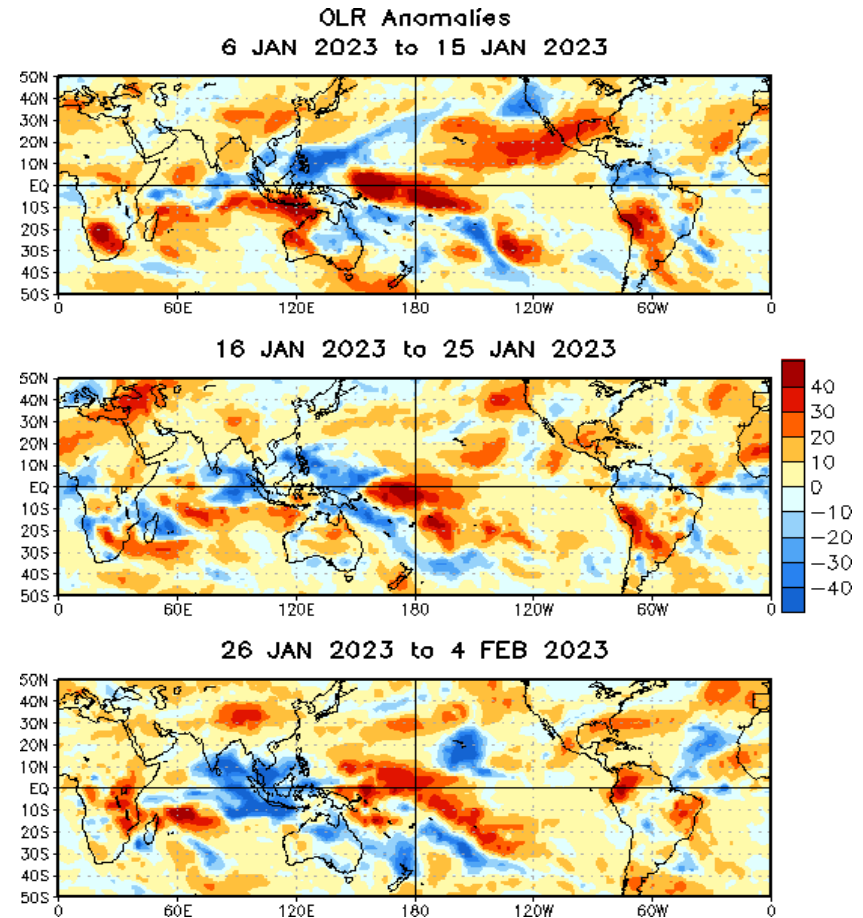 OLR Anomalies
6 JAN 2023 to 15 JAN 2023
50N
40N
30N
20N
10N
EQ
10S
20S
30S
40S
50S
0 60E 120E 180 120W 60W 0
16 JAN 2023 to 25 JAN 2023
50N
40N
30N
20N
10N
EQ
10S
20S
30S
40S
50S
0 60E 120E 180 120W 60W 0
40
30
20
10
0
-10
-20
-30
-40
26 JAN 2023 to 4 FEB 2023
50N
40N
30N
20N
10N
EQ
10S
20S
30S
40S
50S
0 60E 120E 180 120W 60W 0